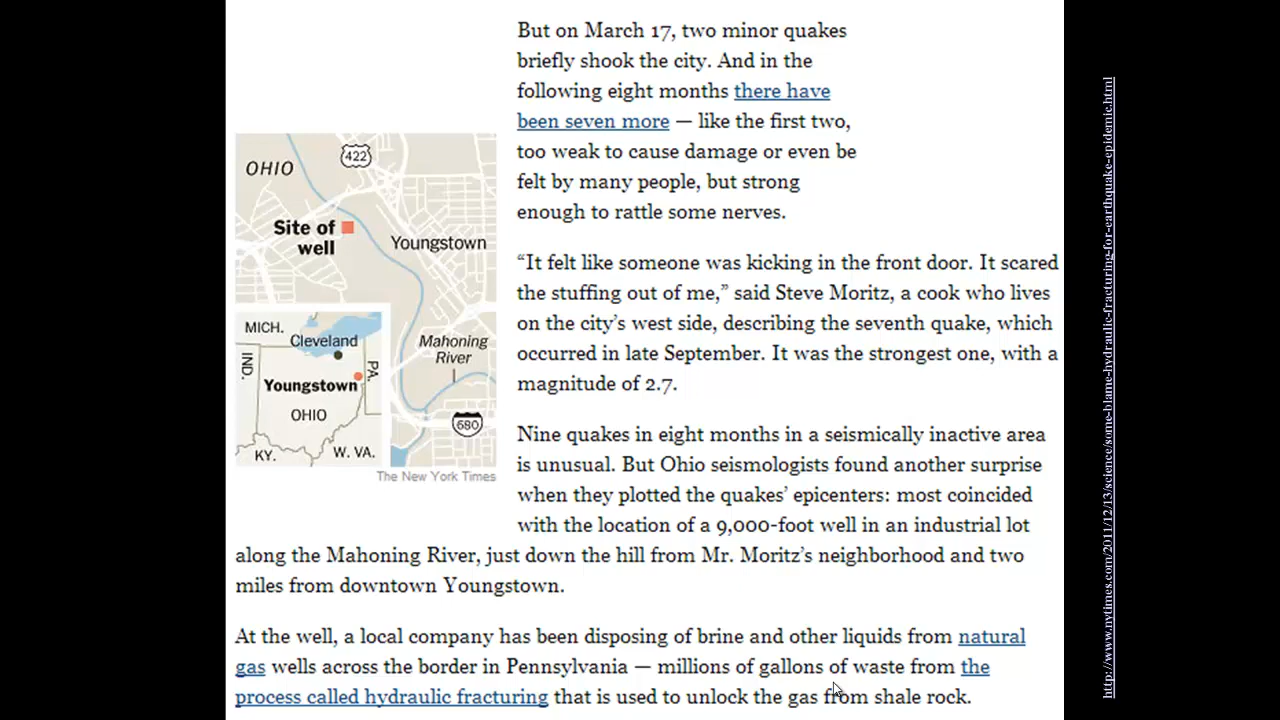 But on March 17, two minor quakes
briefly shook the city. And in the
following eight months there have
been seven more — like the first two,
too weak to cause damage or even be
felt by many people, but strong
enough to rattle some nerves.
OHIO
422
Site of
well
Youngstown
MICH.
Cleveland
IND.
PA.
Youngstown
OHIO
KY.
W. VA.
Mahoning
River
680
The New York Times
“It felt like someone was kicking in the front door. It scared
the stuffing out of me,” said Steve Moritz, a cook who lives
on the city’s west side, describing the seventh quake, which
occurred in late September. It was the strongest one, with a
magnitude of 2.7.
Nine quakes in eight months in a seismically inactive area
is unusual. But Ohio seismologists found another surprise
when they plotted the quakes’ epicenters: most coincided
with the location of a 9,000-foot well in an industrial lot
along the Mahoning River, just down the hill from Mr. Moritz’s neighborhood and two
miles from downtown Youngstown.
At the well, a local company has been disposing of brine and other liquids from natural
gas wells across the border in Pennsylvania — millions of gallons of waste from the
process called hydraulic fracturing that is used to unlock the gas from shale rock.
http://www.nytimes.com/2011/12/13/science/some-blame-hydraulic-fracturing-for-earthquake-epidemic.html